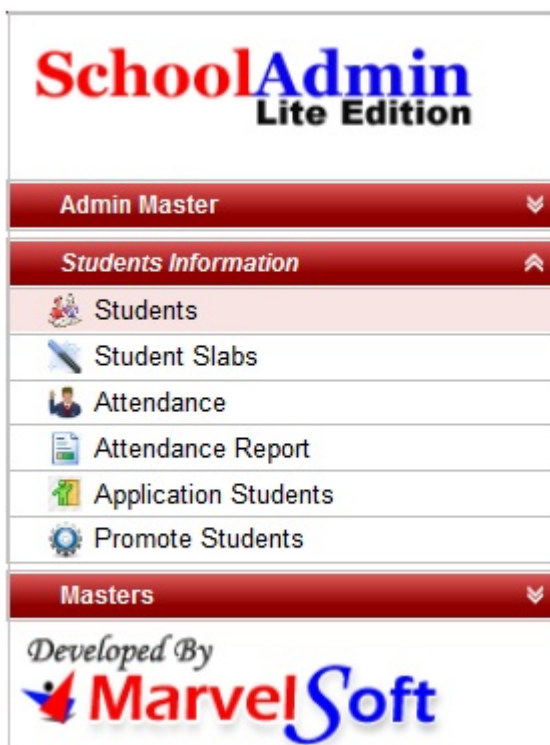 SchoolAdmin
Lite Edition
Admin Master
Students Information
Students
Student Slabs
Attendance
Attendance Report
Application Students
Promote Students
Masters
Developed By
MarvelSoft